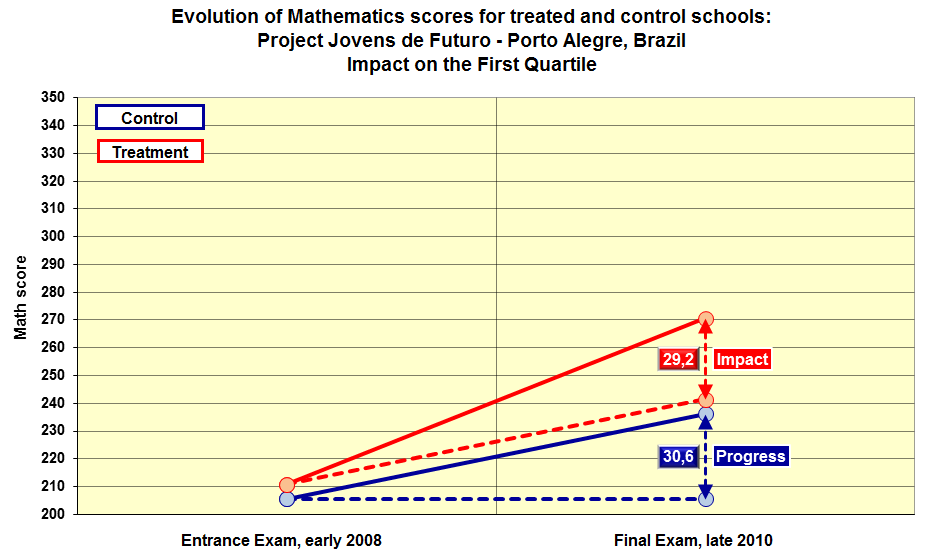 Evolution of Mathematics scores for treated and control schools:
Project Jovens de Futuro - Porto Alegre, Brazil
Impact on the First Quartile
Math score
350
340
330
320
310
300
290
280
270
260
250
240
230
220
210
200
Control
Treatment
29,2 Impact
30,6 Progress
Entrance Exam, early 2008
Final Exam, late 2010